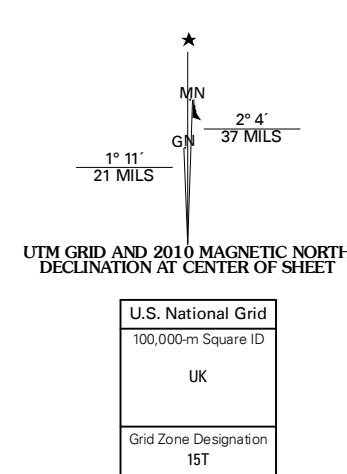 ★
MN
2° 4´
37 MILS
GN
1° 11´
21 MILS
UTM GRID AND 2010 MAGNETIC NORTH
DECLINATION AT CENTER OF SHEET
U.S. National Grid
100,000-m Square ID
UK
Grid Zone Designation
15T